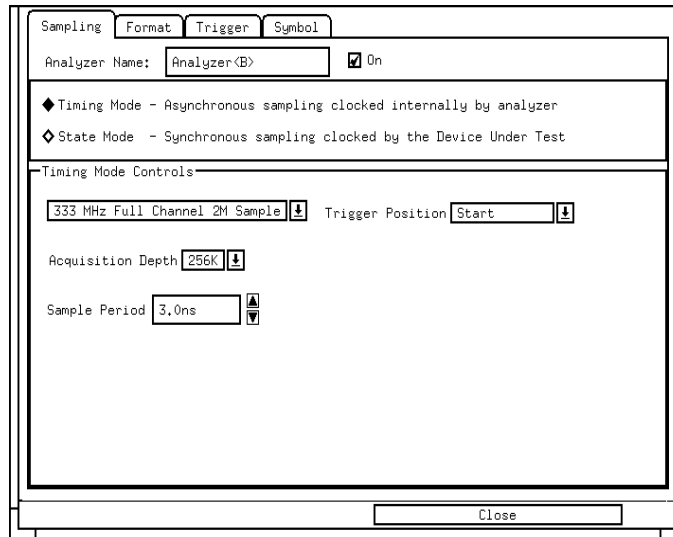 Sampling Format Trigger Symbol
Analyzer Name: Analyzer<B> On
Timing Mode - Asynchronous sampling clocked internally by analyzer
State Mode - Synchronous sampling clocked by the Device Under Test
Timing Mode Controls
333 MHz Full Channel 2M Sample Trigger Position Start
Acquisition Depth 256K
Sample Period 3.0ns
Close